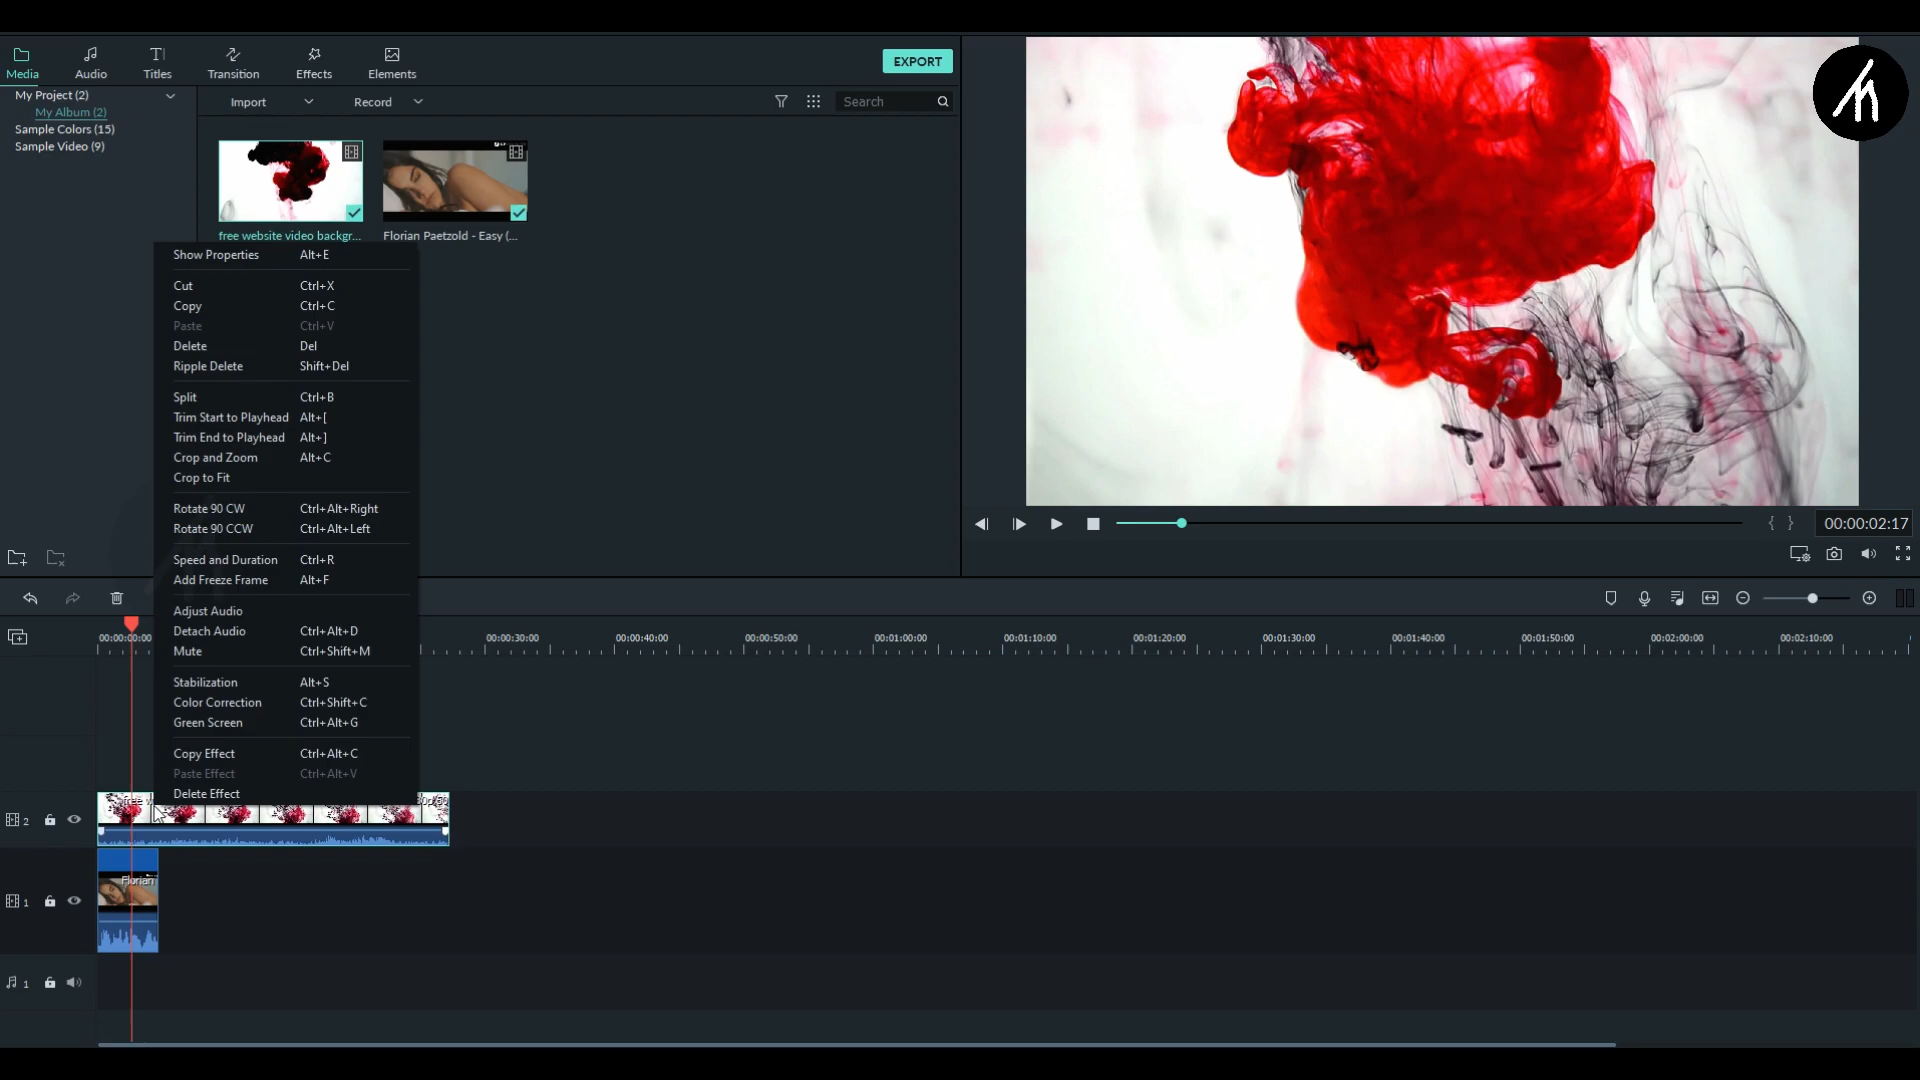 Media
Audio
Titles
Transition
Effects
Elements
EXPORT
My Project (2)
My Album (2)
Sample Colors (15)
Sample Video (9)
Import
Record
Search
free website video backgr...
Florian Paetzold - Easy (...
Show Properties Alt+E
Cut Ctrl+X
Copy Ctrl+C
Paste Ctrl+V
Delete Del
Ripple Delete Shift+Del
Split Ctrl+B
Trim Start to Playhead Alt+[
Trim End to Playhead Alt+]
Crop and Zoom Alt+C
Crop to Fit
Rotate 90 CW Ctrl+Alt+Right
Rotate 90 CCW Ctrl+Alt+Left
Speed and Duration Ctrl+R
Add Freeze Frame Alt+F
Adjust Audio
Detach Audio Ctrl+Alt+D
Mute Ctrl+Shift+M
Stabilization Alt+S
Color Correction Ctrl+Shift+C
Green Screen Ctrl+Alt+G
Copy Effect Ctrl+Alt+C
Paste Effect Ctrl+Alt+V
Delete Effect
{ } 00:00:02:17
00:00:00:00 00:00:30:00 00:00:40:00 00:00:50:00 00:01:00:00 00:01:10:00 00:01:20:00 00:01:30:00 00:01:40:00 00:01:50:00 00:02:00:00 00:02:10:00
2
free
1
Florian
1